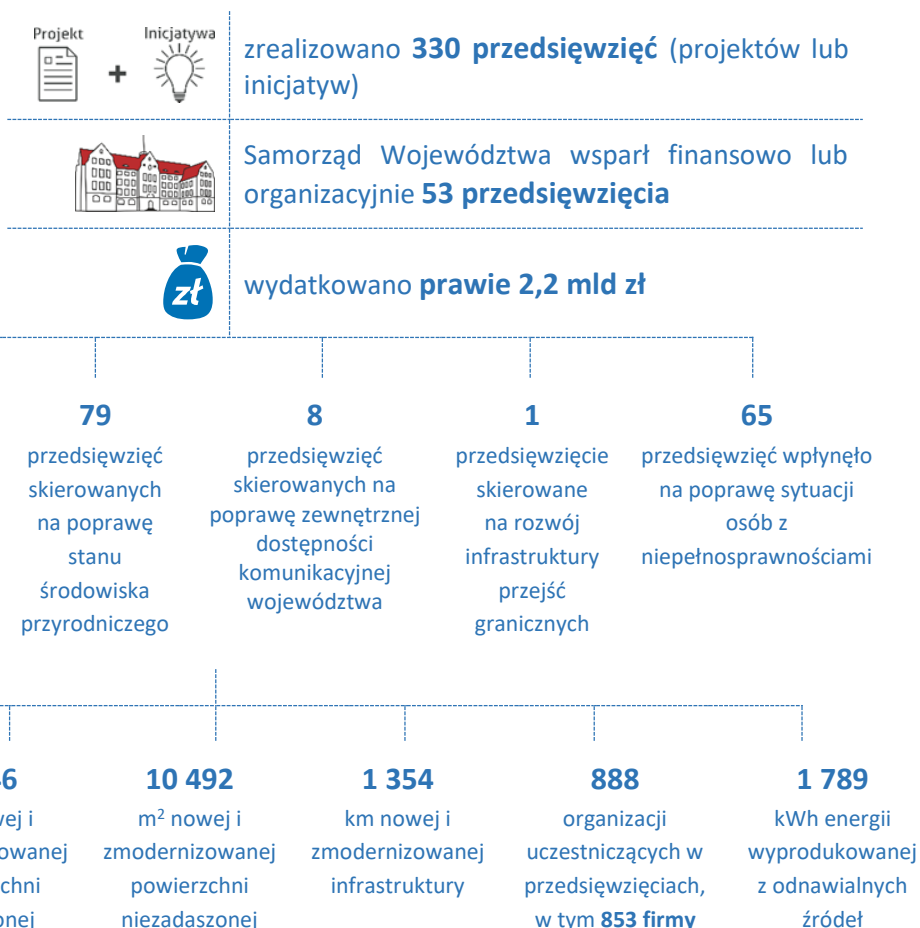 Projekt
Inicjatywa
+
zrealizowano 330 przedsięwzięć (projektów lub
inicjatyw)
Samorząd Województwa wsparł finansowo lub
organizacyjnie 53 przedsięwzięcia
zł
wydatkowano prawie 2,2 mld zł
79
przedsięwzięć
skierowanych
na poprawę
stanu
środowiska
przyrodniczego
8
przedsięwzięć
skierowanych na
poprawę zewnętrznej
dostępności
komunikacyjnej
województwa
1
przedsięwzięcie
skierowane
na rozwój
infrastruktury
przejść
granicznych
65
przedsięwzięć wpłynęło
na poprawę sytuacji
osób z
niepełnosprawnościami
10 492
m² nowej i
zmodernizowanej
powierzchni
niezadaszonej
1 354
km nowej i
zmodernizowanej
infrastruktury
888
organizacji
uczestniczących w
przedsięwzięciach,
w tym 853 firmy
1 789
kWh energii
wyprodukowanej
z odnawialnych
źródeł